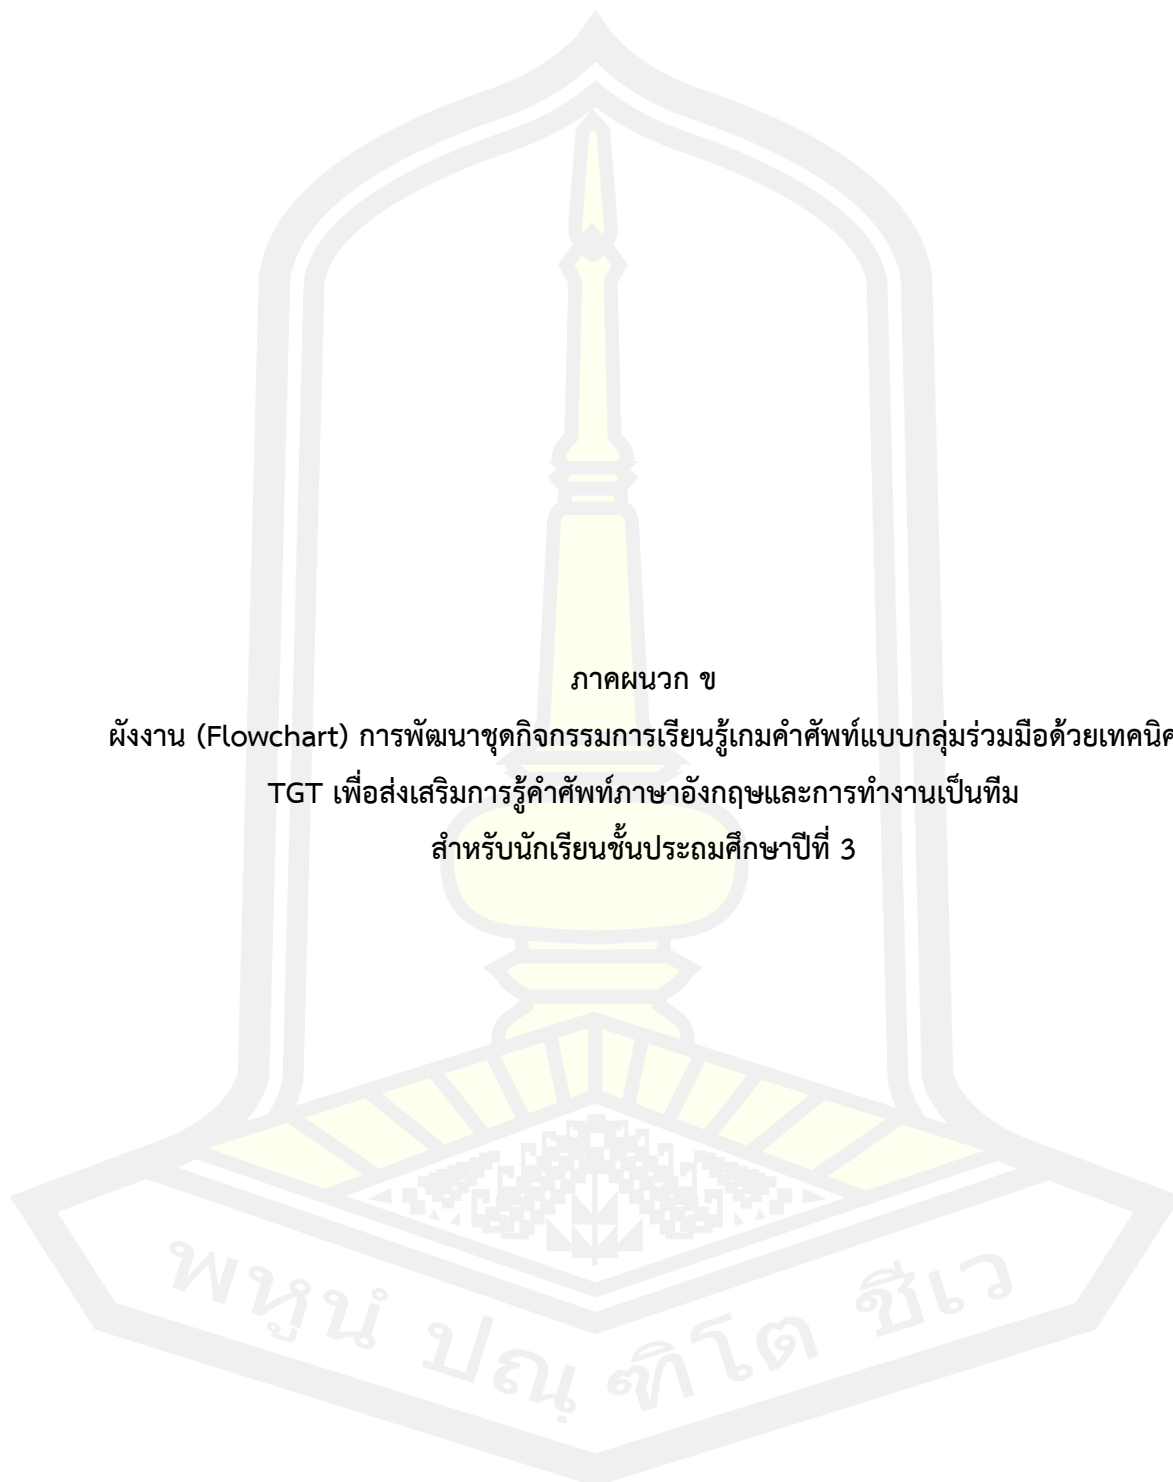 ภาคผนวก ข
ผังงาน (Flowchart) การพัฒนาชุดกิจกรรมการเรียนรู้เกมคำศัพท์แบบกลุ่มร่วมมือด้วยเทคนิค
TGT เพื่อส่งเสริมการรู้คำศัพท์ภาษาอังกฤษและการทำงานเป็นทีม
สำหรับนักเรียนชั้นประถมศึกษาปีที่ 3
พหูนํ ปณฺฑิโต ชีเว